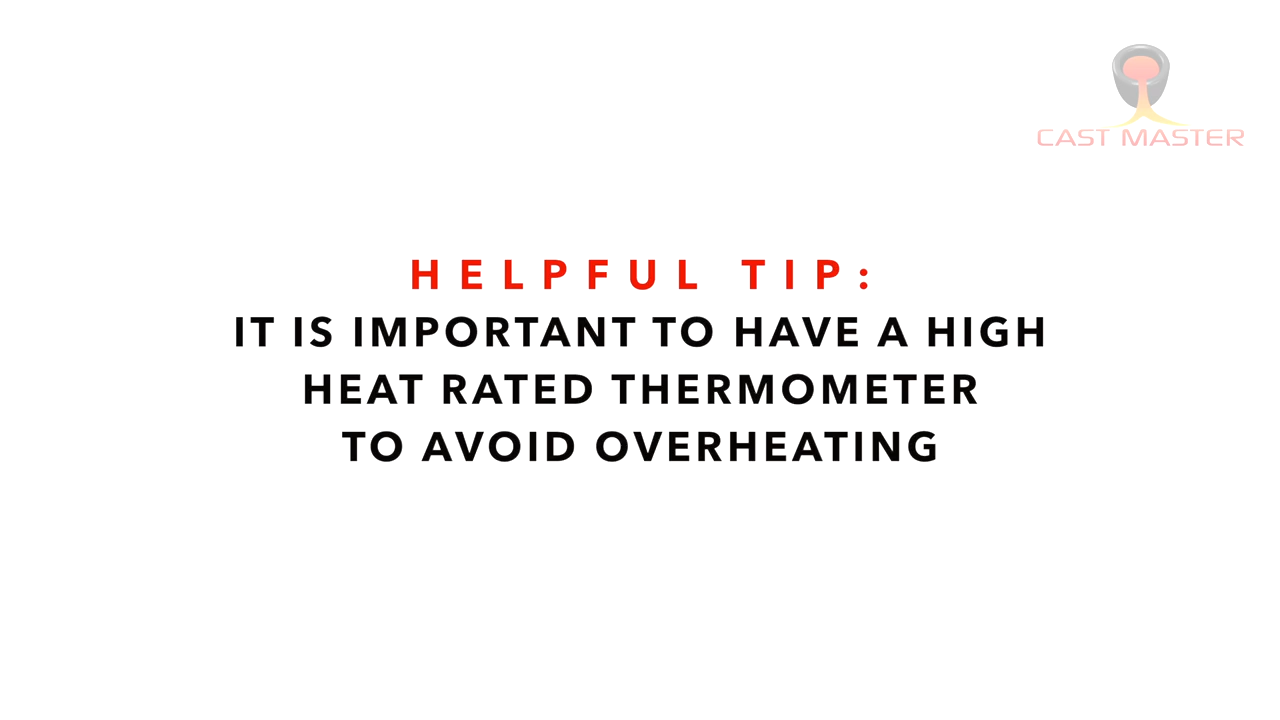 CAST MASTER
HELPFUL TIP:
IT IS IMPORTANT TO HAVE A HIGH
HEAT RATED THERMOMETER
TO AVOID OVERHEATING